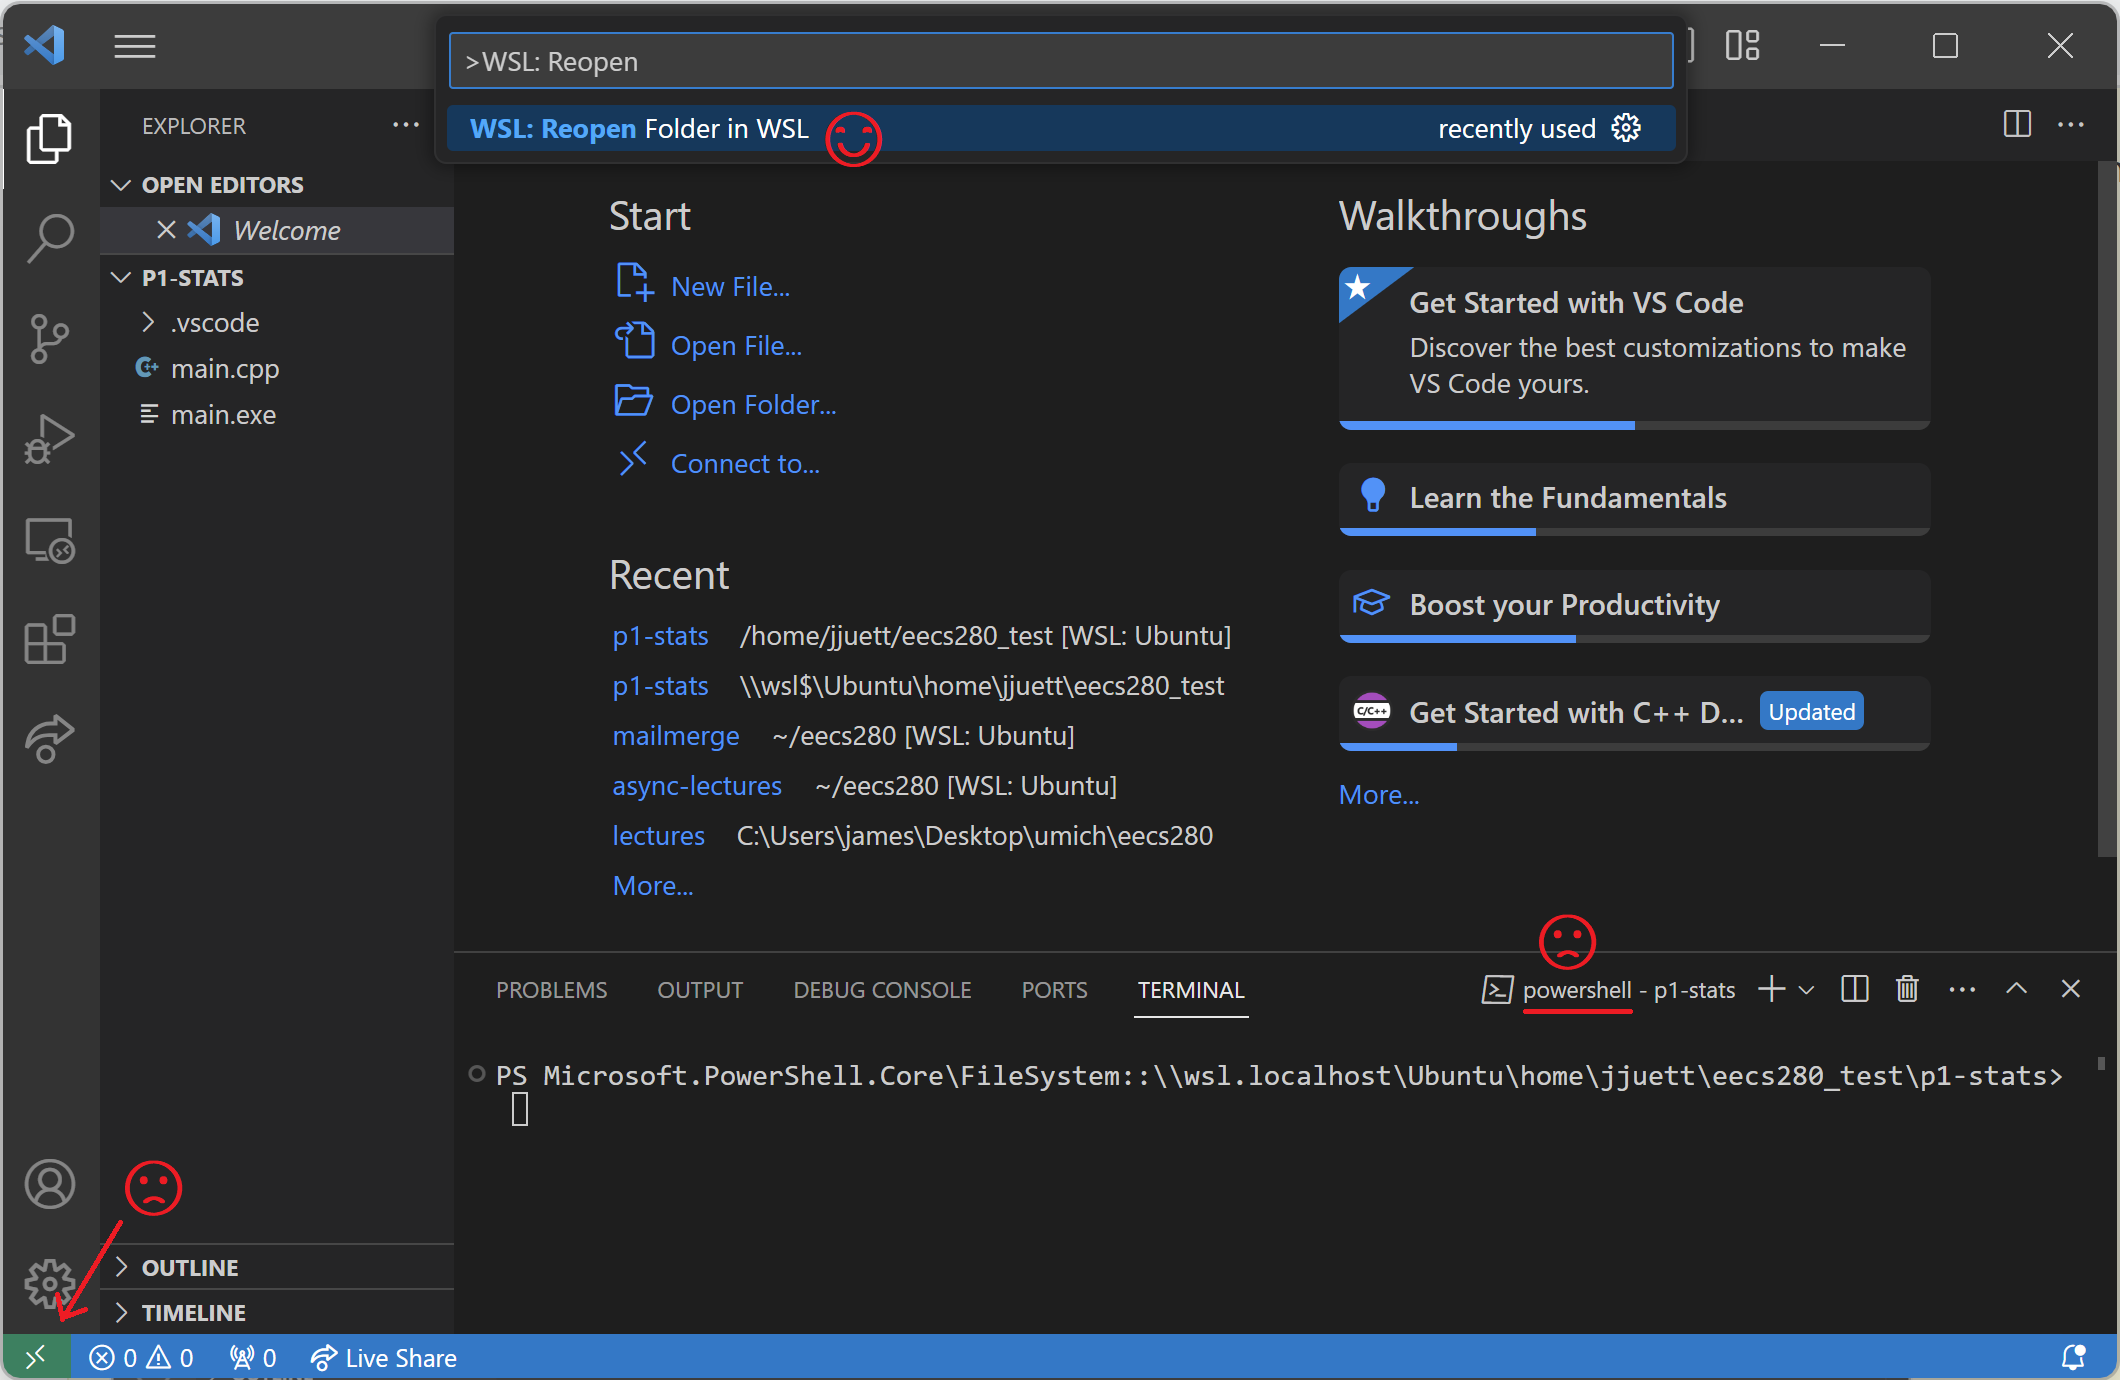 >WSL: Reopen
WSL: Reopen Folder in WSL recently used
EXPLORER
OPEN EDITORS
Welcome
P1-STATS
.vscode
main.cpp
main.exe
OUTLINE
TIMELINE
Start
New File...
Open File...
Open Folder...
Connect to...
Recent
p1-stats /home/jjuett/eecs280_test [WSL: Ubuntu]
p1-stats \\wsl$\Ubuntu\home\jjuett\eecs280_test
mailmerge ~/eecs280 [WSL: Ubuntu]
async-lectures ~/eecs280 [WSL: Ubuntu]
lectures C:\Users\james\Desktop\umich\eecs280
More...
Walkthroughs
Get Started with VS Code
Discover the best customizations to make
VS Code yours.
Learn the Fundamentals
Boost your Productivity
C/C++ Get Started with C++ D... Updated
More...
PROBLEMS OUTPUT DEBUG CONSOLE PORTS TERMINAL powershell - p1-stats
PS Microsoft.PowerShell.Core\FileSystem::\\wsl.localhost\Ubuntu\home\jjuett\eecs280_test\p1-stats>
0 0 0 Live Share